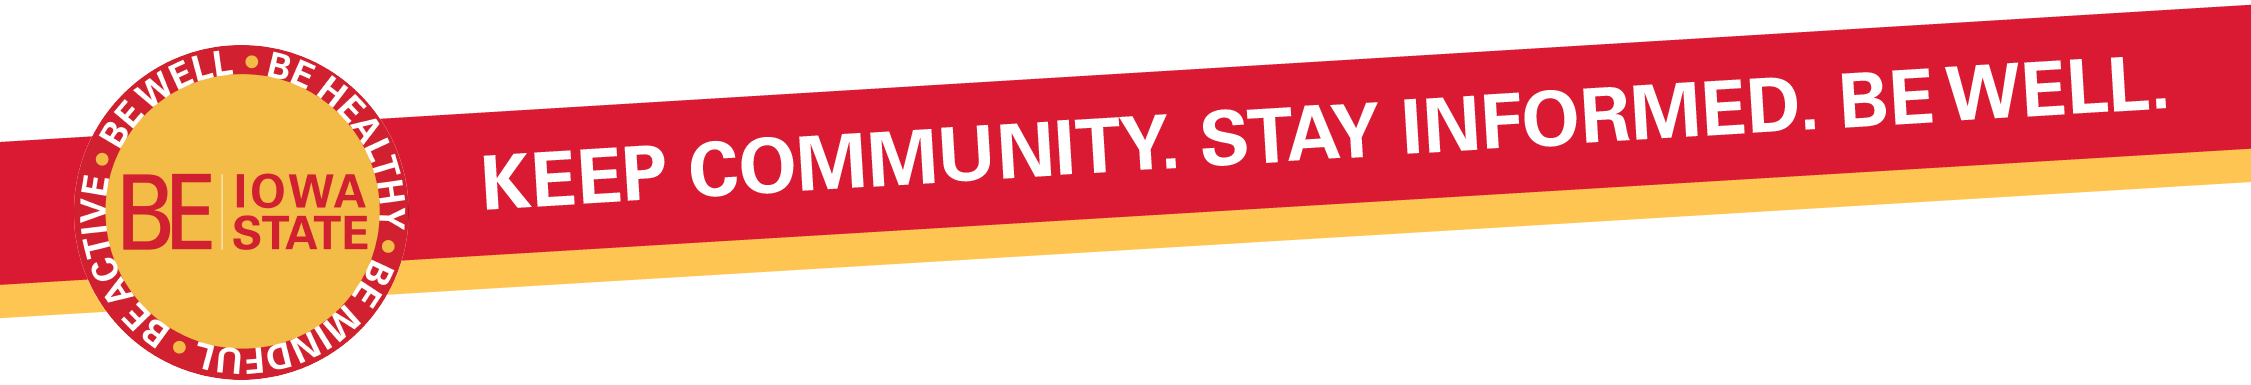 BE WELL • BE HEALTHY • BE MINDFUL • BE ACTIVE •
BE | IOWA
STATE
KEEP COMMUNITY. STAY INFORMED. BE WELL.